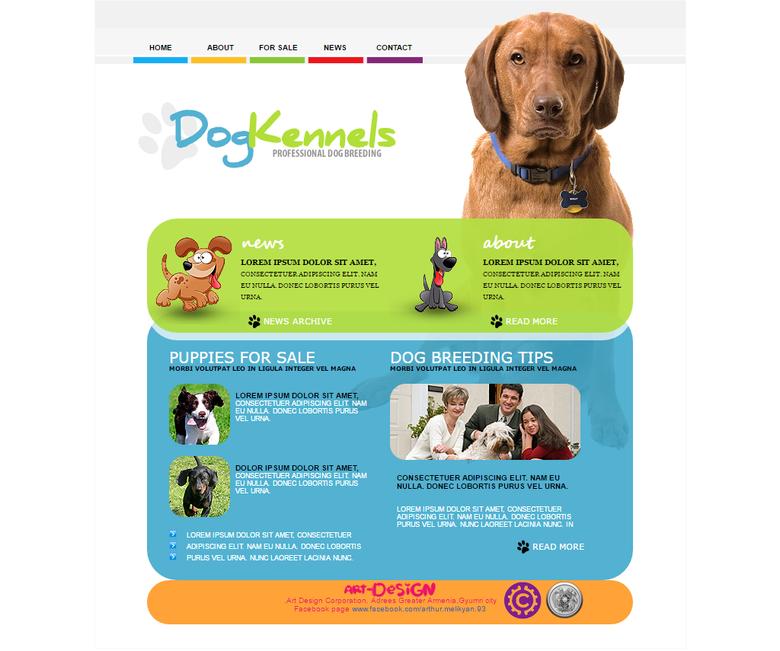 HOME ABOUT FOR SALE NEWS CONTACT
DogKennels
PROFESSIONAL DOG BREEDING
news
LOREM IPSUM DOLOR SIT AMET,
CONSECTETUER ADIPISCING ELIT. NAM
EU NULLA. DONEC LOBORTIS PURUS VEL
URNA.
NEWS ARCHIVE
about
LOREM IPSUM DOLOR SIT AMET,
CONSECTETUER ADIPISCING ELIT. NAM
EU NULLA. DONEC LOBORTIS PURUS VEL
URNA.
READ MORE
PUPPIES FOR SALE
MORBI VOLUTPAT LEO IN LIGULA INTEGER VEL MAGNA
LOREM IPSUM DOLOR SIT AMET,
CONSECTETUER ADIPISCING ELIT. NAM
EU NULLA. DONEC LOBORTIS PURUS
VEL URNA.
DOLOR IPSUM DOLOR SIT AMET,
CONSECTETUER ADIPISCING ELIT. NAM
EU NULLA. DONEC LOBORTIS PURUS
VEL URNA.
LOREM IPSUM DOLOR SIT AMET, CONSECTETUER
ADIPISCING ELIT. NAM EU NULLA. DONEC LOBORTIS
PURUS VEL URNA. NUNC LAOREET LACINIA NUNC.
DOG BREEDING TIPS
MORBI VOLUTPAT LEO IN LIGULA INTEGER VEL MAGNA
CONSECTETUER ADIPISCING ELIT. NAM EU
NULLA. DONEC LOBORTIS PURUS VEL URNA.
LOREM IPSUM DOLOR SIT AMET, CONSECTETUER
ADIPISCING ELIT. NAM EU NULLA. DONEC LOBORTIS
PURUS VEL URNA. NUNC LAOREET LACINIA NUNC. IN
READ MORE
ART-DESIGN
Art Design Corporation, Adrees Greater Armenia,Gyumri city
Facebook page www.facebook.com/arthur.melikyan.93